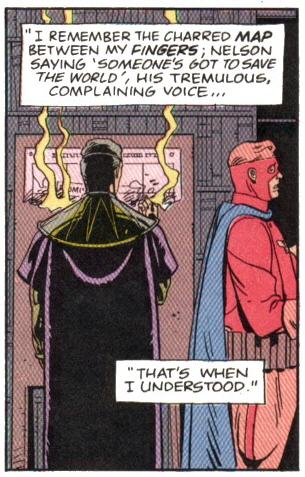 "I REMEMBER THE CHARRED MAP
BETWEEN MY FINGERS; NELSON
SAYING 'SOMEONE'S GOT TO SAVE
THE WORLD', HIS TREMULOUS,
COMPLAINING VOICE...
"THAT'S WHEN
I UNDERSTOOD."